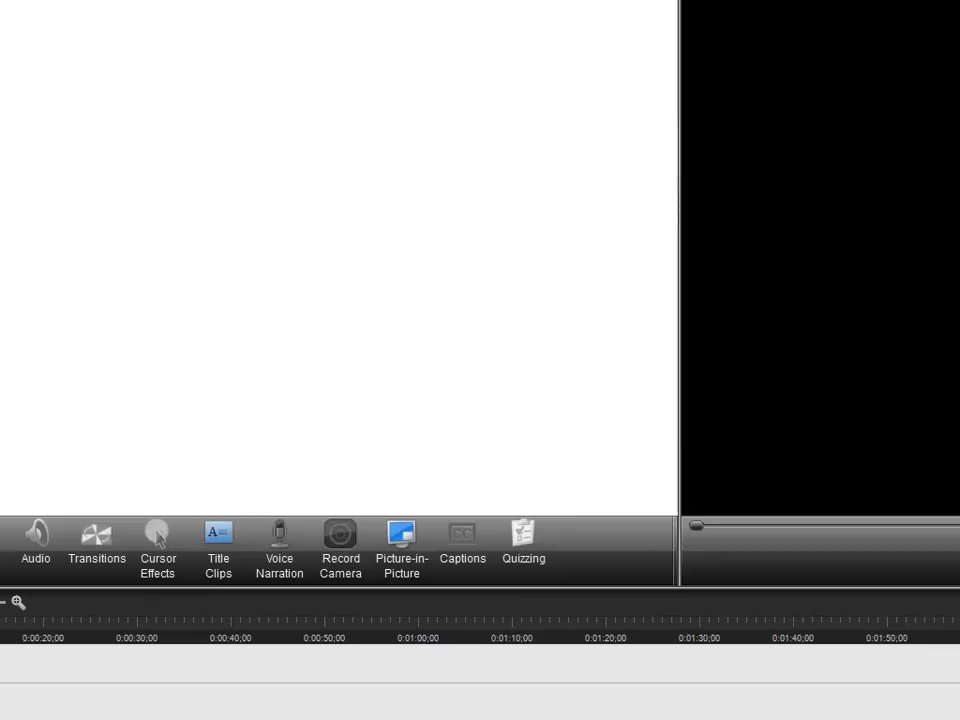 A=
CC
Audio Transitions Cursor Effects Title Clips Voice Narration Record Camera Picture-in-Picture Captions Quizzing
0:00:20;00 0:00:30;00 0:00:40;00 0:00:50;00 0:01:00;00 0:01:10;00 0:01:20;00 0:01:30;00 0:01:40;00 0:01:50;00